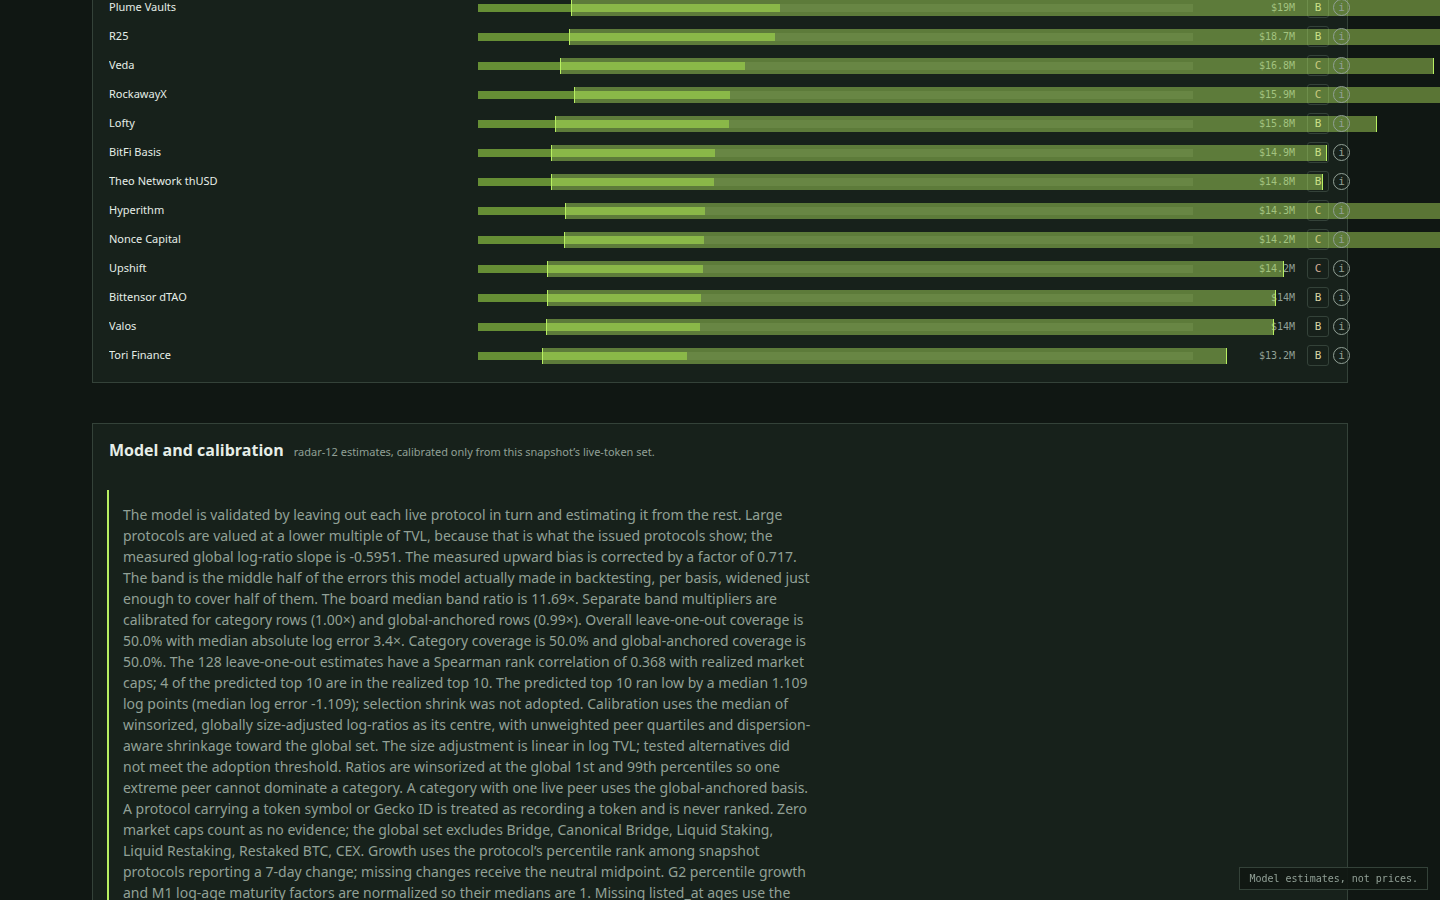 Plume Vaults $19M B i
R25 $18.7M B i
Veda $16.8M C i
RockawayX $15.9M C i
Lofty $15.8M B i
BitFi Basis $14.9M B i
Theo Network thUSD $14.8M B i
Hyperithm $14.3M C i
Nonce Capital $14.2M C i
Upshift $14.2M C i
Bittensor dTAO $14M B i
Valos $14M B i
Tori Finance $13.2M B i
Model and calibration radar-12 estimates, calibrated only from this snapshot’s live-token set.
The model is validated by leaving out each live protocol in turn and estimating it from the rest. Large
protocols are valued at a lower multiple of TVL, because that is what the issued protocols show; the
measured global log-ratio slope is -0.5951. The measured upward bias is corrected by a factor of 0.717.
The band is the middle half of the errors this model actually made in backtesting, per basis, widened just
enough to cover half of them. The board median band ratio is 11.69×. Separate band multipliers are
calibrated for category rows (1.00×) and global-anchored rows (0.99×). Overall leave-one-out coverage is
50.0% with median absolute log error 3.4×. Category coverage is 50.0% and global-anchored coverage is
50.0%. The 128 leave-one-out estimates have a Spearman rank correlation of 0.368 with realized market
caps; 4 of the predicted top 10 are in the realized top 10. The predicted top 10 ran low by a median 1.109
log points (median log error -1.109); selection shrink was not adopted. Calibration uses the median of
winsorized, globally size-adjusted log-ratios as its centre, with unweighted peer quartiles and dispersion-
aware shrinkage toward the global set. The size adjustment is linear in log TVL; tested alternatives did
not meet the adoption threshold. Ratios are winsorized at the global 1st and 99th percentiles so one
extreme peer cannot dominate a category. A category with one live peer uses the global-anchored basis.
A protocol carrying a token symbol or Gecko ID is treated as recording a token and is never ranked. Zero
market caps count as no evidence; the global set excludes Bridge, Canonical Bridge, Liquid Staking,
Liquid Restaking, Restaked BTC, CEX. Growth uses the protocol’s percentile rank among snapshot
protocols reporting a 7-day change; missing changes receive the neutral midpoint. G2 percentile growth
and M1 log-age maturity factors are normalized so their medians are 1. Missing listed_at ages use the
Model estimates, not prices.